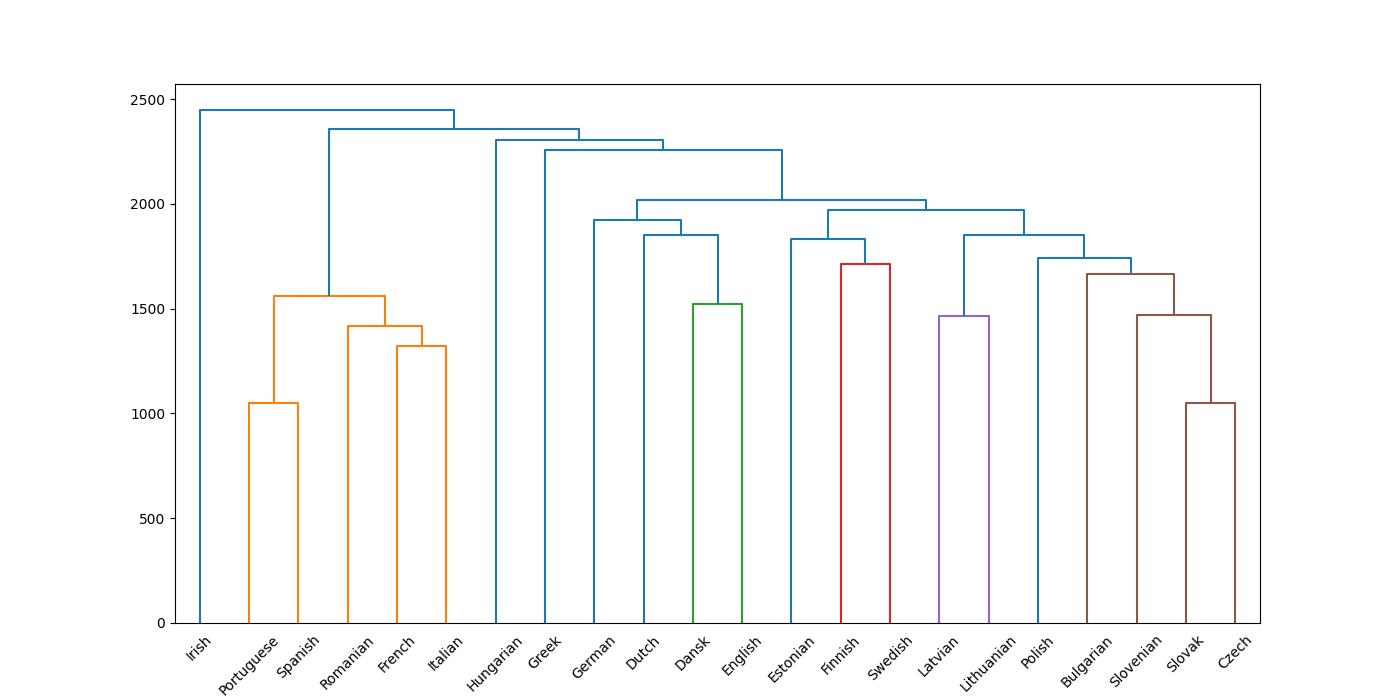 2500
2000
1500
1000
500
0
Irish
Portuguese
Spanish
Romanian
French
Italian
Hungarian
Greek
German
Dutch
Dansk
English
Estonian
Finnish
Swedish
Latvian
Lithuanian
Polish
Bulgarian
Slovenian
Slovak
Czech